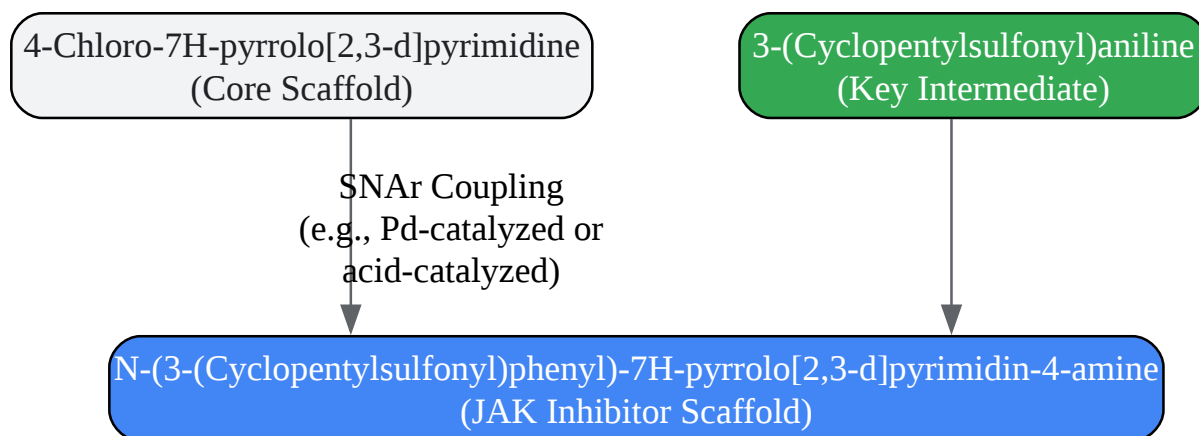 4-Chloro-7H-pyrrolo[2,3-d]pyrimidine
(Core Scaffold)
3-(Cyclopentylsulfonyl)aniline
(Key Intermediate)
SNAr Coupling
(e.g., Pd-catalyzed or
acid-catalyzed)
N-(3-(Cyclopentylsulfonyl)phenyl)-7H-pyrrolo[2,3-d]pyrimidin-4-amine
(JAK Inhibitor Scaffold)